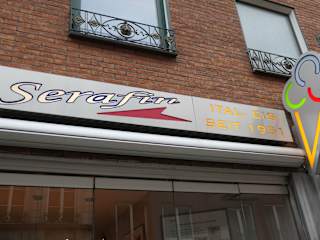 Serafin
ITAL. EIS
SEIT 1951